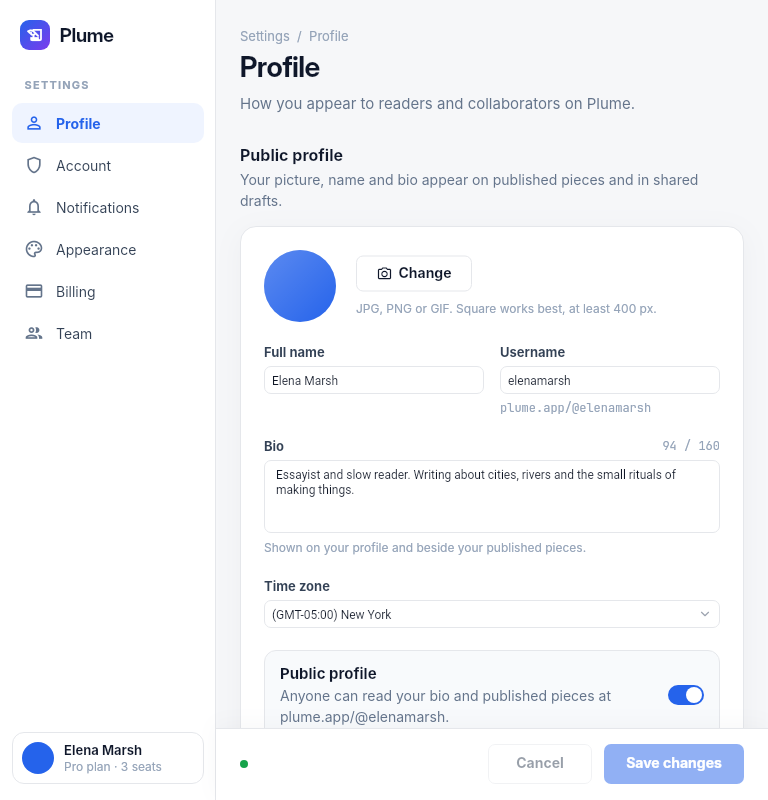 Plume
SETTINGS
Profile
Account
Notifications
Appearance
Billing
Team
Elena Marsh
Pro plan · 3 seats
Settings / Profile
Profile
How you appear to readers and collaborators on Plume.
Public profile
Your picture, name and bio appear on published pieces and in shared
drafts.
Change
JPG, PNG or GIF. Square works best, at least 400 px.
Full name
Elena Marsh
Username
elenamarsh
plume.app/@elenamarsh
Bio
94 / 160
Essayist and slow reader. Writing about cities, rivers and the small rituals of
making things.
Shown on your profile and beside your published pieces.
Time zone
(GMT-05:00) New York
Public profile
Anyone can read your bio and published pieces at
plume.app/@elenamarsh.
Cancel
Save changes